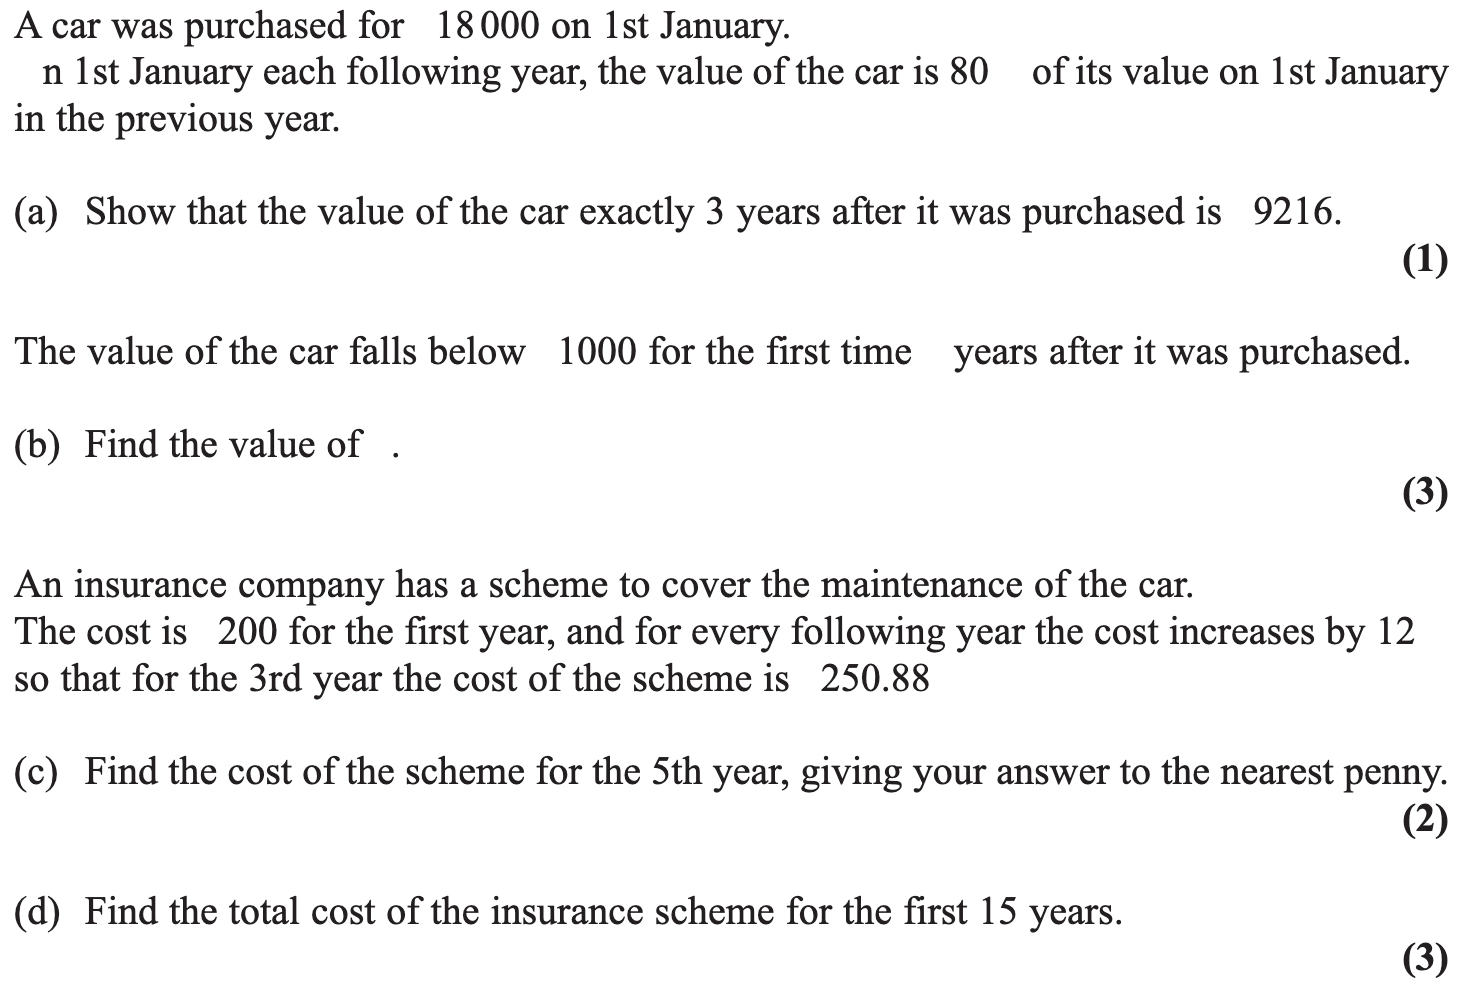 A car was purchased for 18 000 on 1st January.
n 1st January each following year, the value of the car is 80 of its value on 1st January
in the previous year.
(a) Show that the value of the car exactly 3 years after it was purchased is 9216.
(1)
The value of the car falls below 1000 for the first time years after it was purchased.
(b) Find the value of .
(3)
An insurance company has a scheme to cover the maintenance of the car.
The cost is 200 for the first year, and for every following year the cost increases by 12
so that for the 3rd year the cost of the scheme is 250.88
(c) Find the cost of the scheme for the 5th year, giving your answer to the nearest penny.
(2)
(d) Find the total cost of the insurance scheme for the first 15 years.
(3)